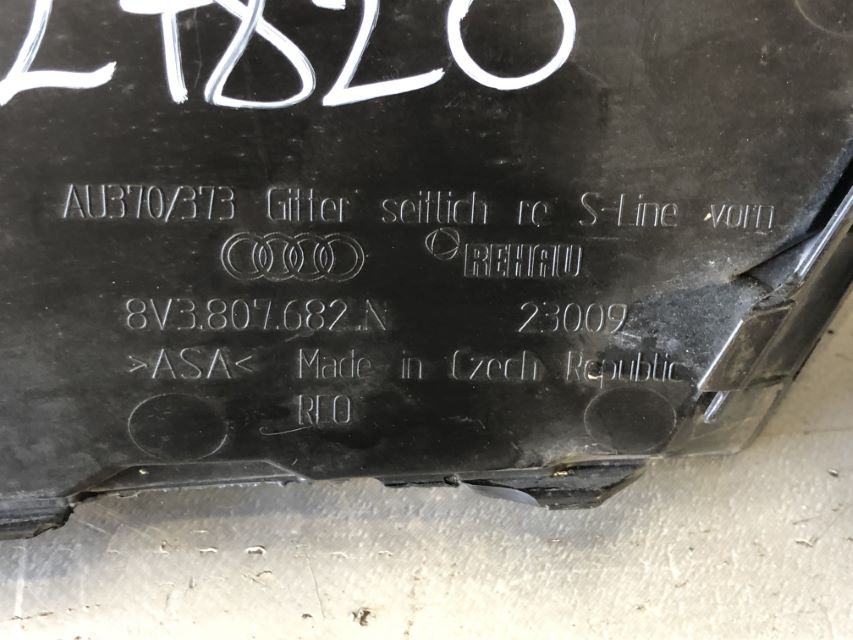 24820
AU370/373 Gitter seitlich re S-Line vorn
REHAU
8V3.807.682.N 23009
>ASA< Made in Czech Republic
REO